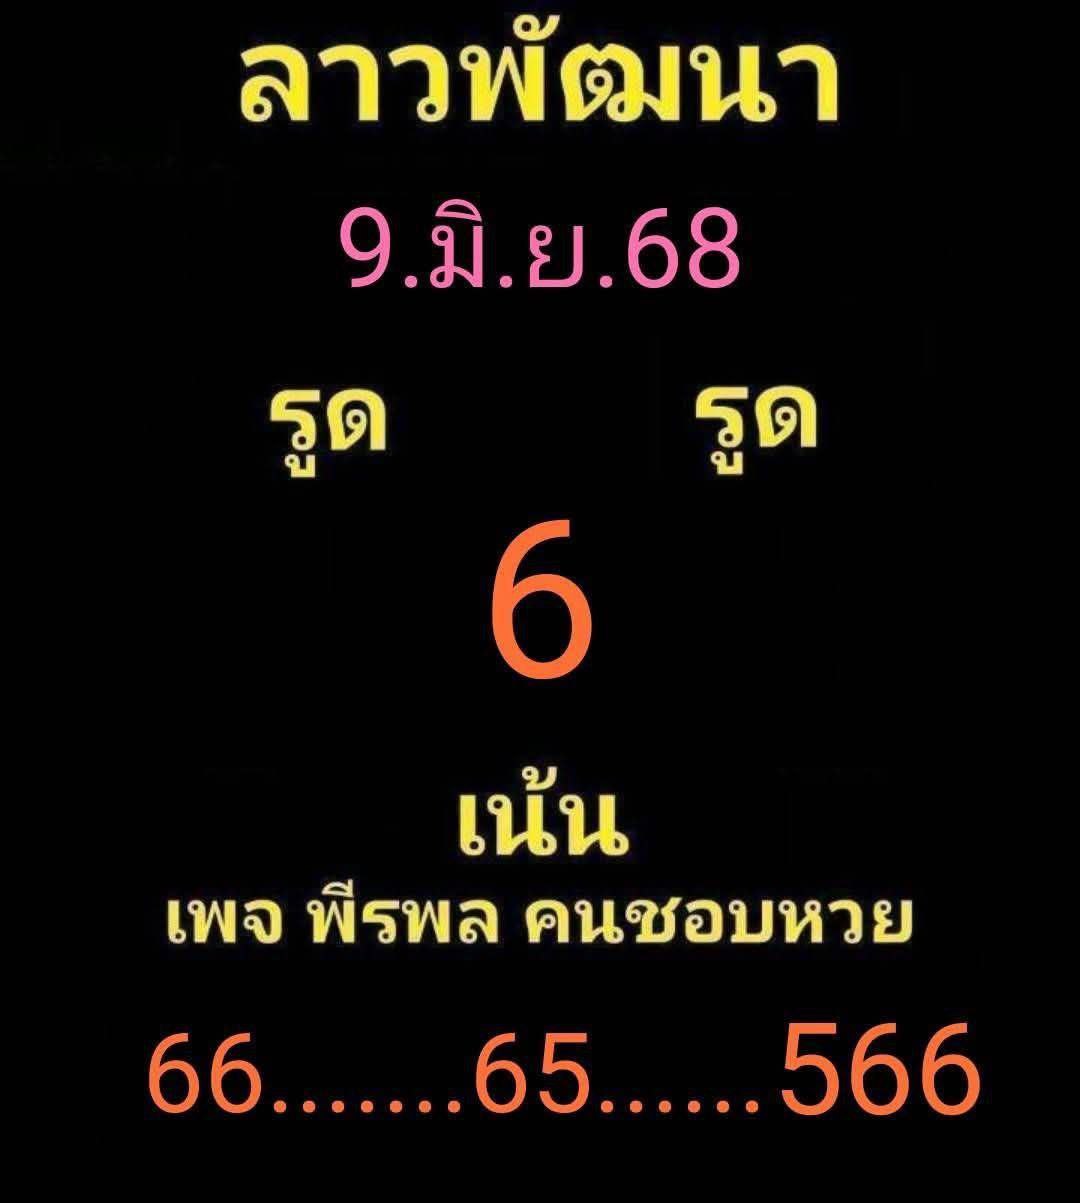 ลาวพัฒนา
9.มิ.ย.68
รูด รูด
6
เน้น
เพจ พีรพล คนชอบหวย
66.......65......566